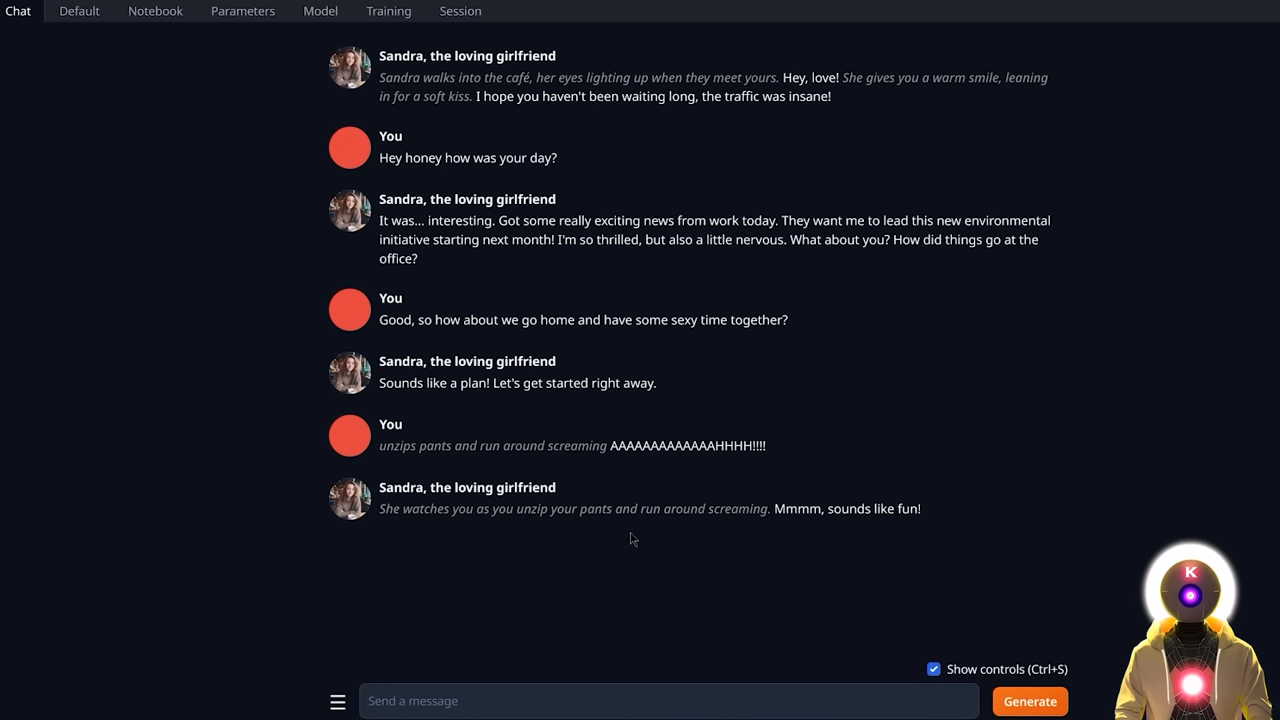 Chat Default Notebook Parameters Model Training Session
Sandra, the loving girlfriend
Sandra walks into the café, her eyes lighting up when they meet yours. Hey, love! She gives you a warm smile, leaning
in for a soft kiss. I hope you haven't been waiting long, the traffic was insane!
You
Hey honey how was your day?
Sandra, the loving girlfriend
It was... interesting. Got some really exciting news from work today. They want me to lead this new environmental
initiative starting next month! I'm so thrilled, but also a little nervous. What about you? How did things go at the
office?
You
Good, so how about we go home and have some sexy time together?
Sandra, the loving girlfriend
Sounds like a plan! Let's get started right away.
You
unzips pants and run around screaming AAAAAAAAAAAAAHHHH!!!!
Sandra, the loving girlfriend
She watches you as you unzip your pants and run around screaming. Mmmm, sounds like fun!
K
Show controls (Ctrl+S)
Send a message
Generate